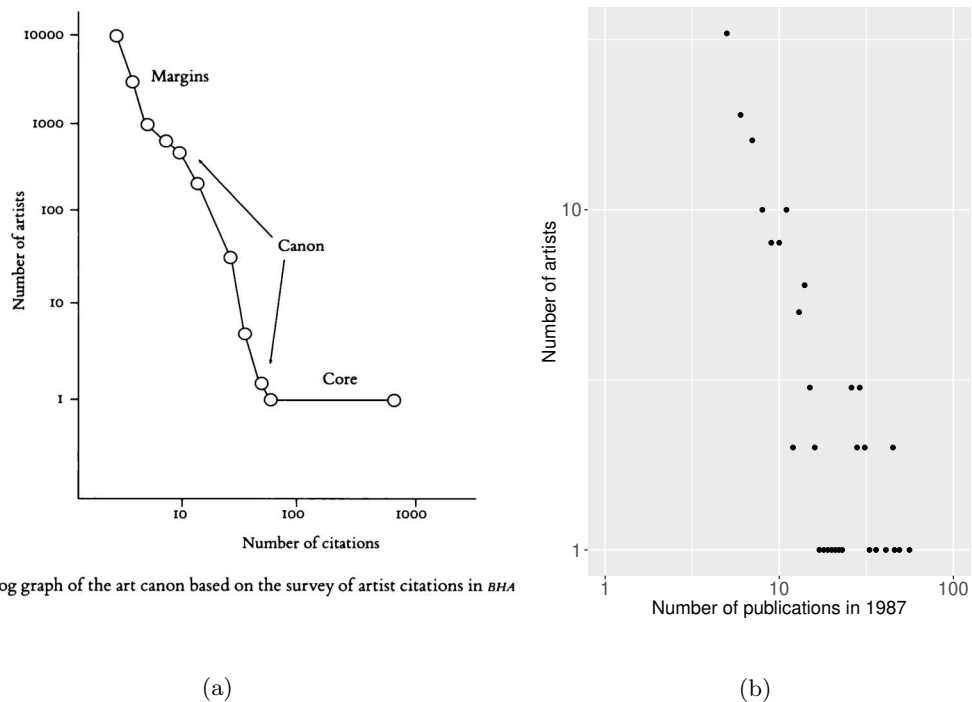 10000
1000
100
10
1
Number of artists
Margins
Canon
Core
10
100
1000
Number of citations
og graph of the art canon based on the survey of artist citations in BHA
(a)
10
1
Number of artists
1
10
100
Number of publications in 1987
(b)